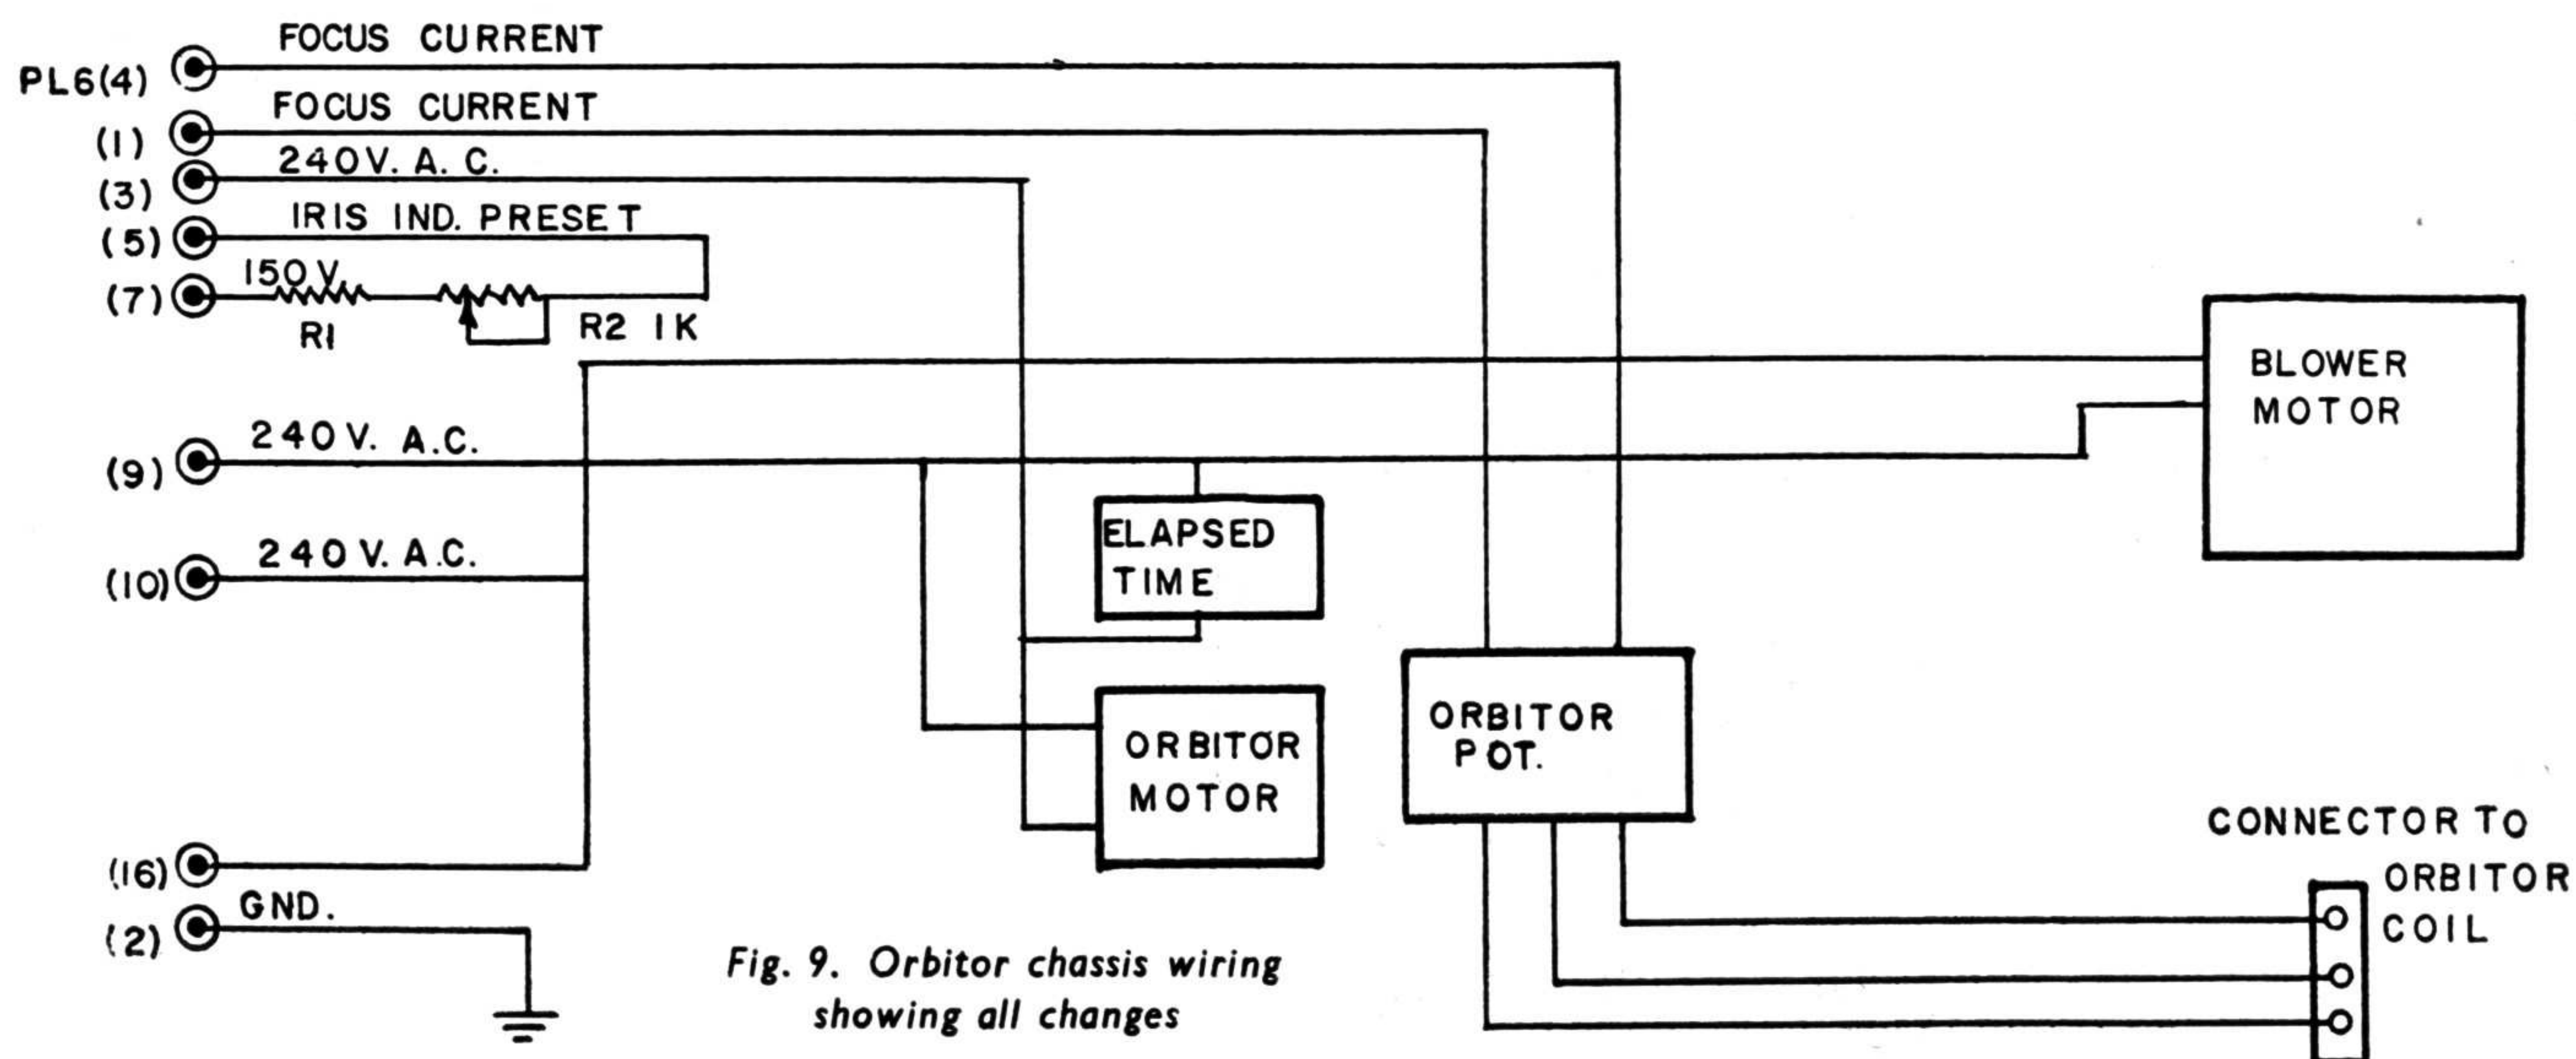 FOCUS CURRENT
PL6(4)
FOCUS CURRENT
(1)
240V. A. C.
(3)
IRIS IND. PRESET
(5)
150 V
(7)
R1
R2 1K
BLOWER
MOTOR
240 V. A.C.
(9)
ELAPSED
TIME
240 V. A.C.
(10)
ORBITOR
POT.
ORBITOR
MOTOR
CONNECTOR TO
ORBITOR
COIL
(16)
GND.
(2)
Fig. 9. Orbitor chassis wiring
showing all changes